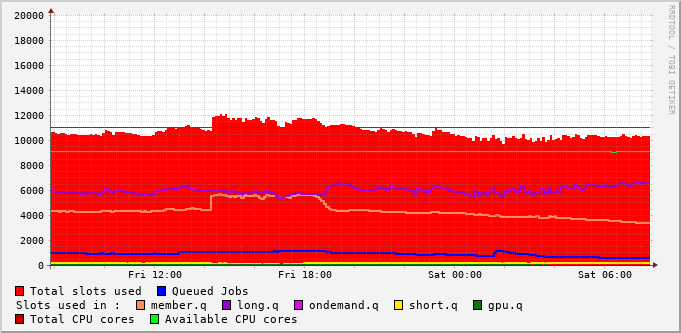 20000
18000
16000
14000
12000
10000
8000
6000
4000
2000
0
Fri 12:00 Fri 18:00 Sat 00:00 Sat 06:00
RRDTOOL / TOBI OETIKER
Total slots used Queued Jobs
Slots used in : member.q long.q ondemand.q short.q gpu.q
Total CPU cores Available CPU cores